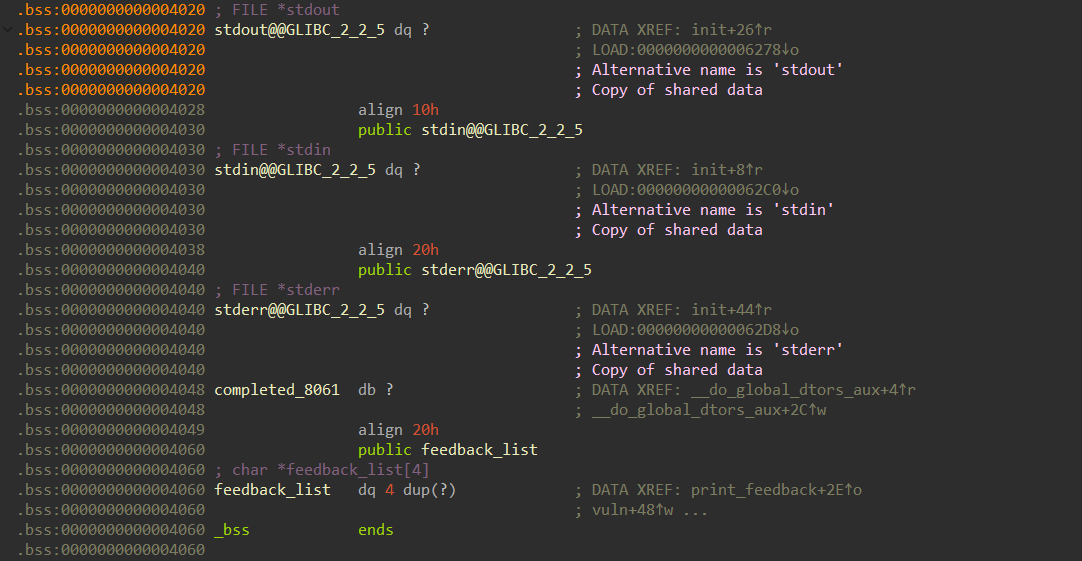 .bss:0000000000004020 ; FILE *stdout
.bss:0000000000004020 stdout@@GLIBC_2_2_5 dq ? ; DATA XREF: init+26↑r
.bss:0000000000004020 ; LOAD:0000000000006278↓o
.bss:0000000000004020 ; Alternative name is 'stdout'
.bss:0000000000004020 ; Copy of shared data
.bss:0000000000004028 align 10h
.bss:0000000000004030 public stdin@@GLIBC_2_2_5
.bss:0000000000004030 ; FILE *stdin
.bss:0000000000004030 stdin@@GLIBC_2_2_5 dq ? ; DATA XREF: init+8↑r
.bss:0000000000004030 ; LOAD:00000000000062C0↓o
.bss:0000000000004030 ; Alternative name is 'stdin'
.bss:0000000000004030 ; Copy of shared data
.bss:0000000000004038 align 20h
.bss:0000000000004040 public stderr@@GLIBC_2_2_5
.bss:0000000000004040 ; FILE *stderr
.bss:0000000000004040 stderr@@GLIBC_2_2_5 dq ? ; DATA XREF: init+44↑r
.bss:0000000000004040 ; LOAD:00000000000062D8↓o
.bss:0000000000004040 ; Alternative name is 'stderr'
.bss:0000000000004040 ; Copy of shared data
.bss:0000000000004048 completed_8061 db ? ; DATA XREF: __do_global_dtors_aux+4↑r
.bss:0000000000004048 ; __do_global_dtors_aux+2C↑w
.bss:0000000000004049 align 20h
.bss:0000000000004060 public feedback_list
.bss:0000000000004060 ; char *feedback_list[4]
.bss:0000000000004060 feedback_list dq 4 dup(?) ; DATA XREF: print_feedback+2E↑o
.bss:0000000000004060 ; vuln+48↑w ...
.bss:0000000000004060 _bss ends
.bss:0000000000004060